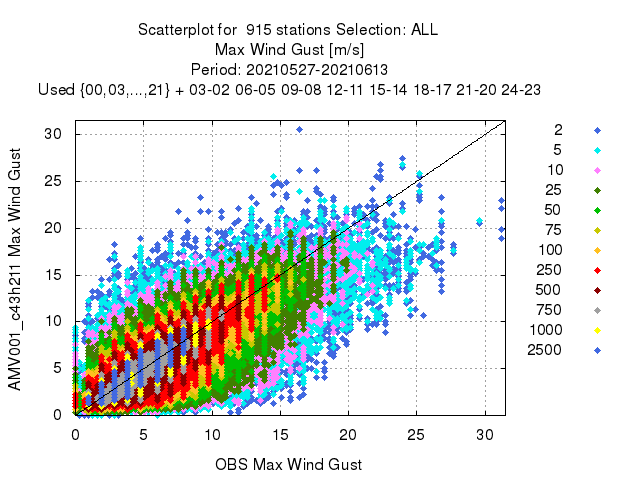 Scatterplot for 915 stations Selection: ALL
Max Wind Gust [m/s]
Period: 20210527-20210613
Used {00,03,...,21} + 03-02 06-05 09-08 12-11 15-14 18-17 21-20 24-23
AMV001_c43h211 Max Wind Gust
30
25
20
15
10
5
0
0 5 10 15 20 25 30
OBS Max Wind Gust
2
5
10
25
50
75
100
250
500
750
1000
2500